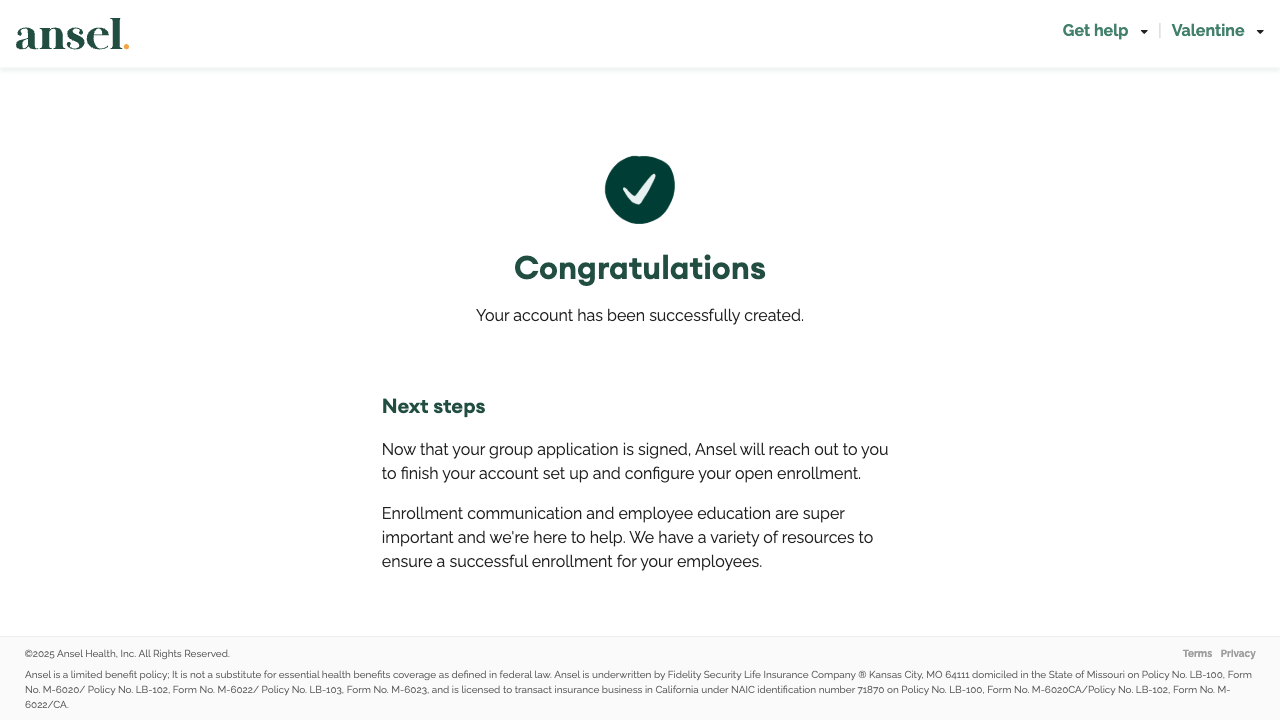 ansel.
Get help
Valentine
Congratulations
Your account has been successfully created.
Next steps
Now that your group application is signed, Ansel will reach out to you
to finish your account set up and configure your open enrollment.
Enrollment communication and employee education are super
important and we're here to help. We have a variety of resources to
ensure a successful enrollment for your employees.
©2025 Ansel Health, Inc. All Rights Reserved.
Terms Privacy
Ansel is a limited benefit policy; It is not a substitute for essential health benefits coverage as defined in federal law. Ansel is underwritten by Fidelity Security Life Insurance Company ® Kansas City, MO 64111 domiciled in the State of Missouri on Policy No. LB-100, Form
No. M-6020/ Policy No. LB-102, Form No. M-6022/ Policy No. LB-103, Form No. M-6023, and is licensed to transact insurance business in California under NAIC identification number 71870 on Policy No. LB-100, Form No. M-6020CA/Policy No. LB-102, Form No. M-
6022/CA.